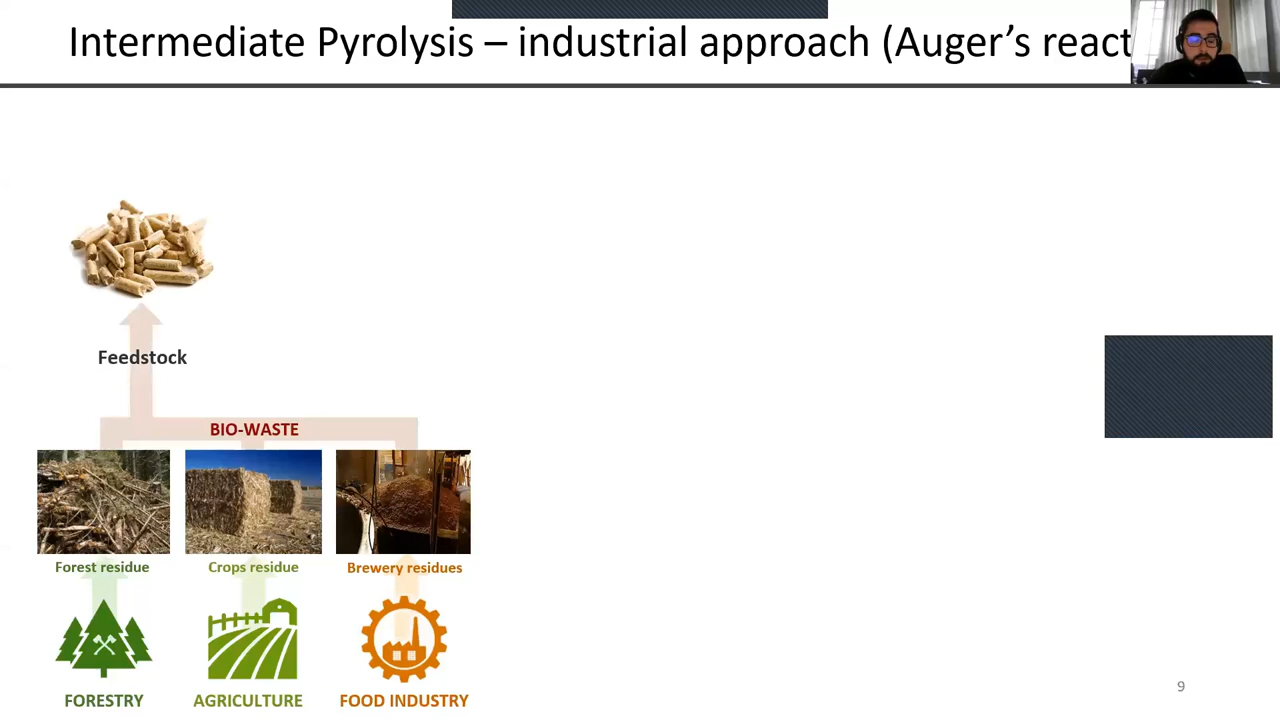 Intermediate Pyrolysis – industrial approach (Auger's react
Feedstock
BIO-WASTE
Forest residue
Crops residue
Brewery residues
FORESTRY
AGRICULTURE
FOOD INDUSTRY
9